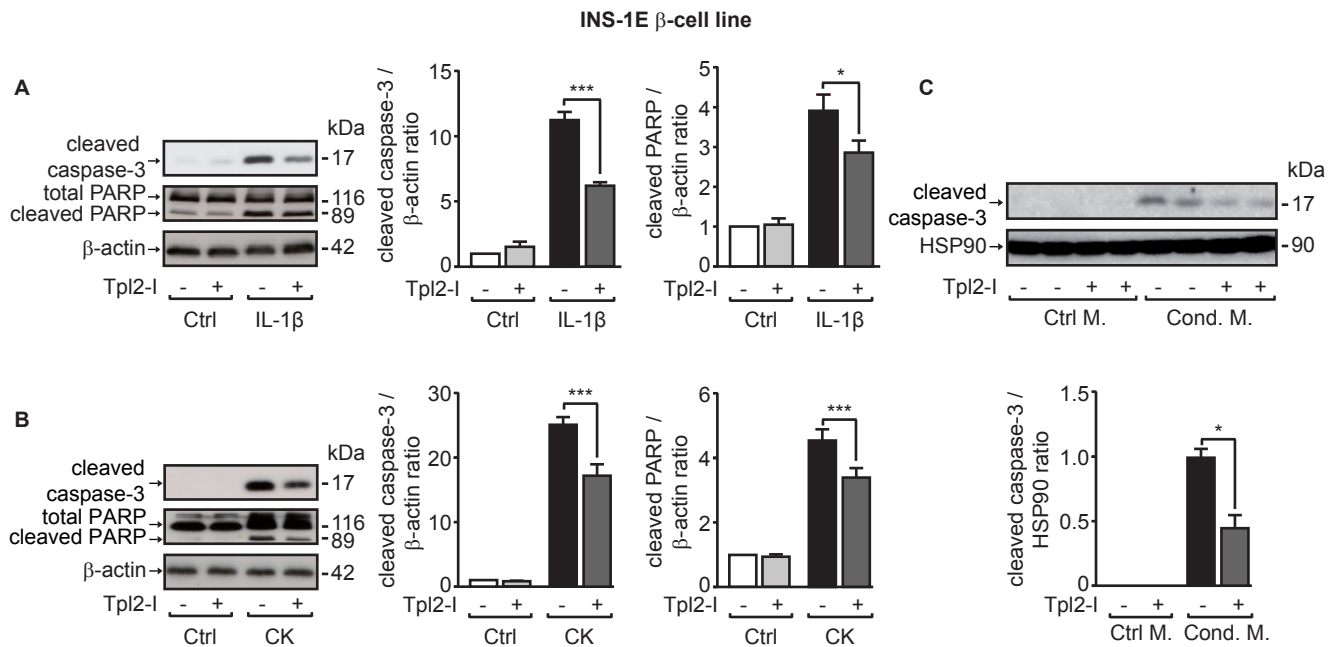 INS-1E β-cell line
A
kDa
cleaved
caspase-3
17
total PARP
116
cleaved PARP
89
β-actin
42
Tpl2-I - + - +
Ctrl IL-1β
cleaved caspase-3 /
β-actin ratio
15
10
5
0
***
Tpl2-I - + - +
Ctrl IL-1β
cleaved PARP /
β-actin ratio
5
4
3
2
1
0
*
Tpl2-I - + - +
Ctrl IL-1β
C
kDa
cleaved
caspase-3
17
HSP90
90
Tpl2-I - - + + - - + +
Ctrl M. Cond. M.
B
kDa
cleaved
caspase-3
17
total PARP
116
cleaved PARP
89
β-actin
42
Tpl2-I - + - +
Ctrl CK
cleaved caspase-3 /
β-actin ratio
30
20
10
0
***
Tpl2-I - + - +
Ctrl CK
cleaved PARP /
β-actin ratio
6
4
2
0
***
Tpl2-I - + - +
Ctrl CK
cleaved caspase-3 /
HSP90 ratio
1.5
1.0
0.5
0
*
Tpl2-I - + - +
Ctrl M. Cond. M.